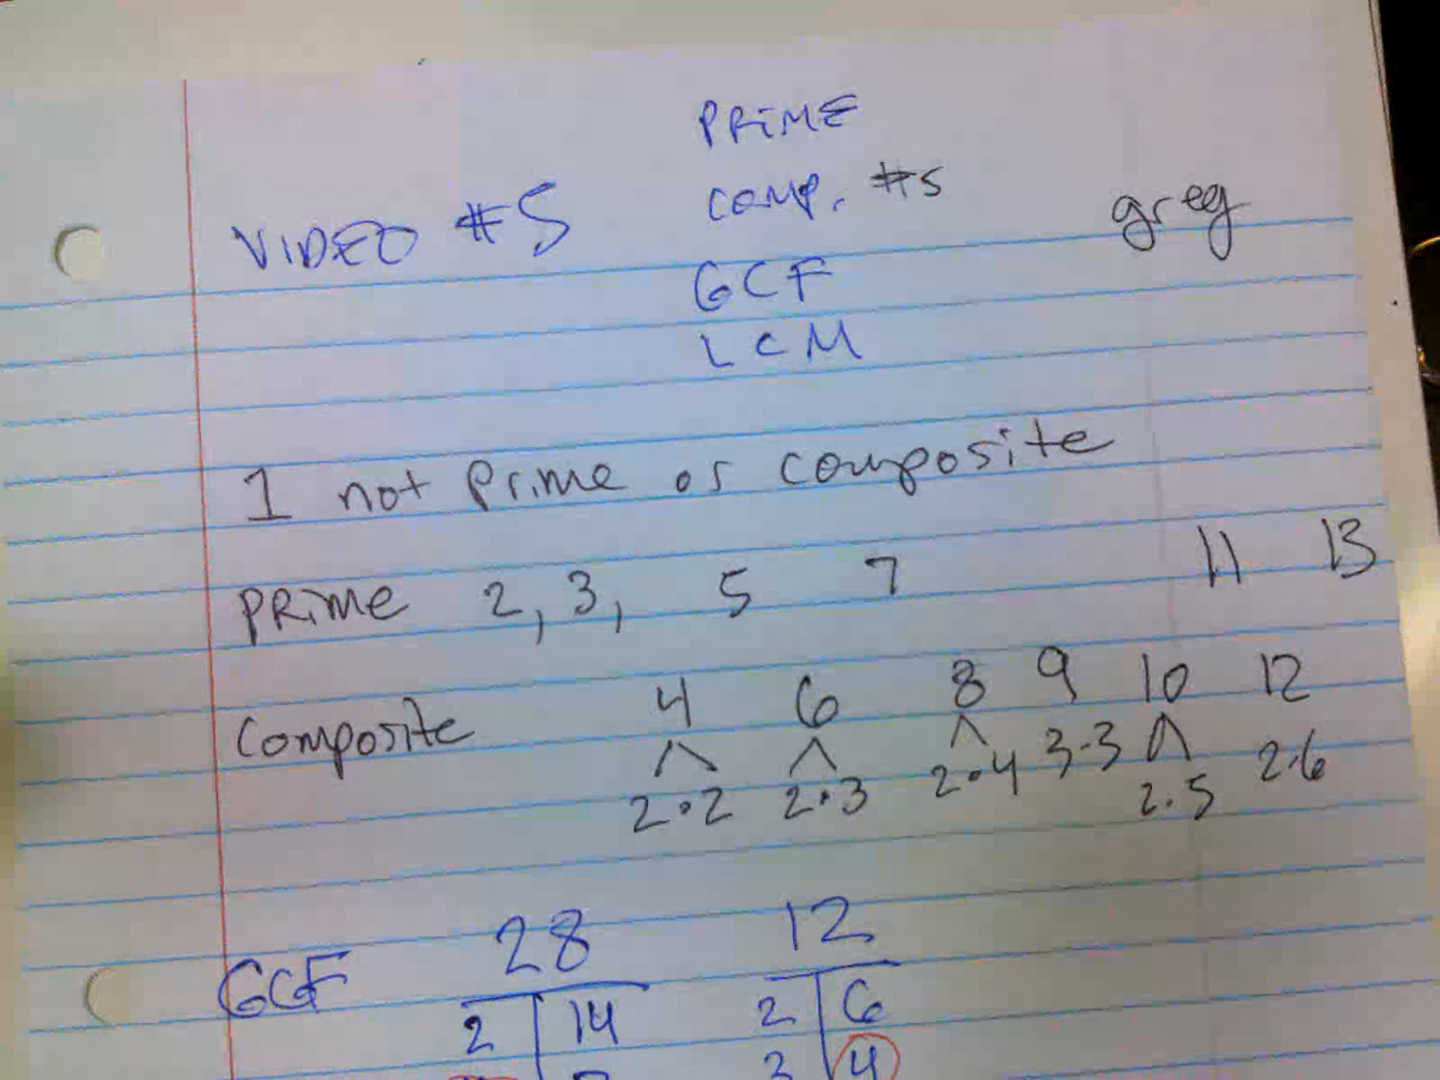 PRIME
COMP. #s
VIDEO #5
greg
GCF
LCM
1 not Prime or composite
PRIME 2, 3, 5 7 11 13
Composite 4 6 8 9 10 12
2•2 2•3 2•4 3·3 2·5 2·6
GCF 28 12
2 14 2 6
3 4